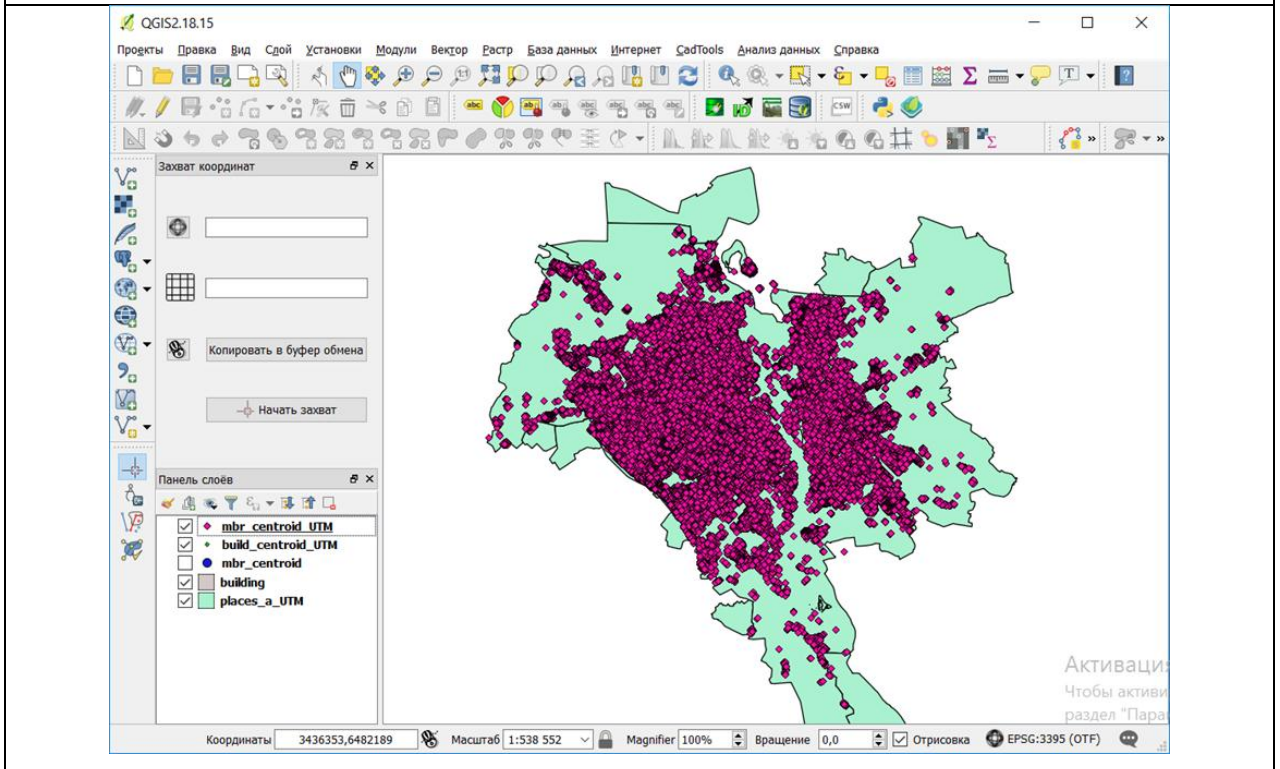 QGIS2.18.15
Проекты Правка Вид Слой Установки Модули Вектор Растр База данных Интернет CadTools Анализ данных Справка
Захват координат
Копировать в буфер обмена
Начать захват
Панель слоёв
mbr_centroid_UTM
build_centroid_UTM
mbr_centroid
building
places_a_UTM
Активация
Чтобы активи
раздел "Пара
Координаты 3436353,6482189 Масштаб 1:538 552 Magnifier 100% Вращение 0,0 Отрисовка EPSG:3395 (OTF)